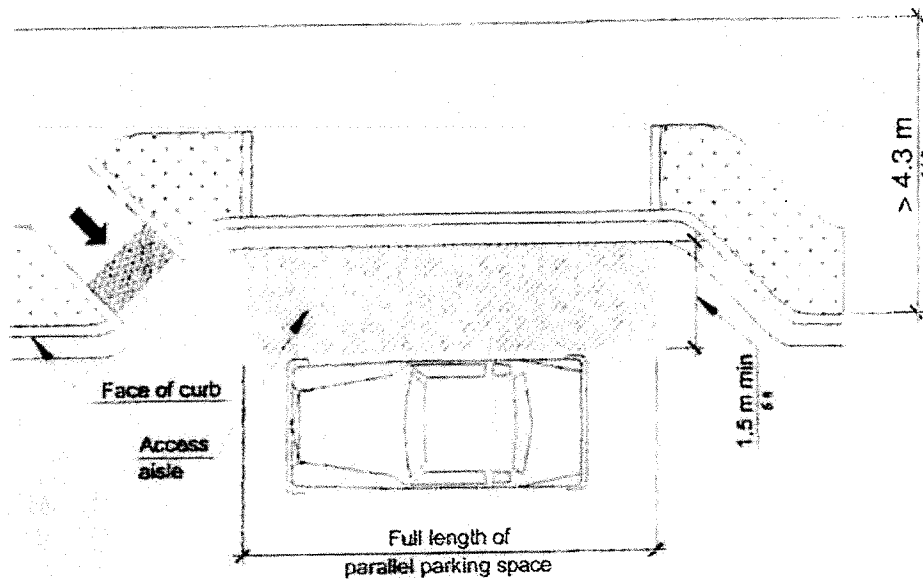 > 4.3 m
Face of curb
Access
aisle
1.5 m min
Full length of
parallel parking space